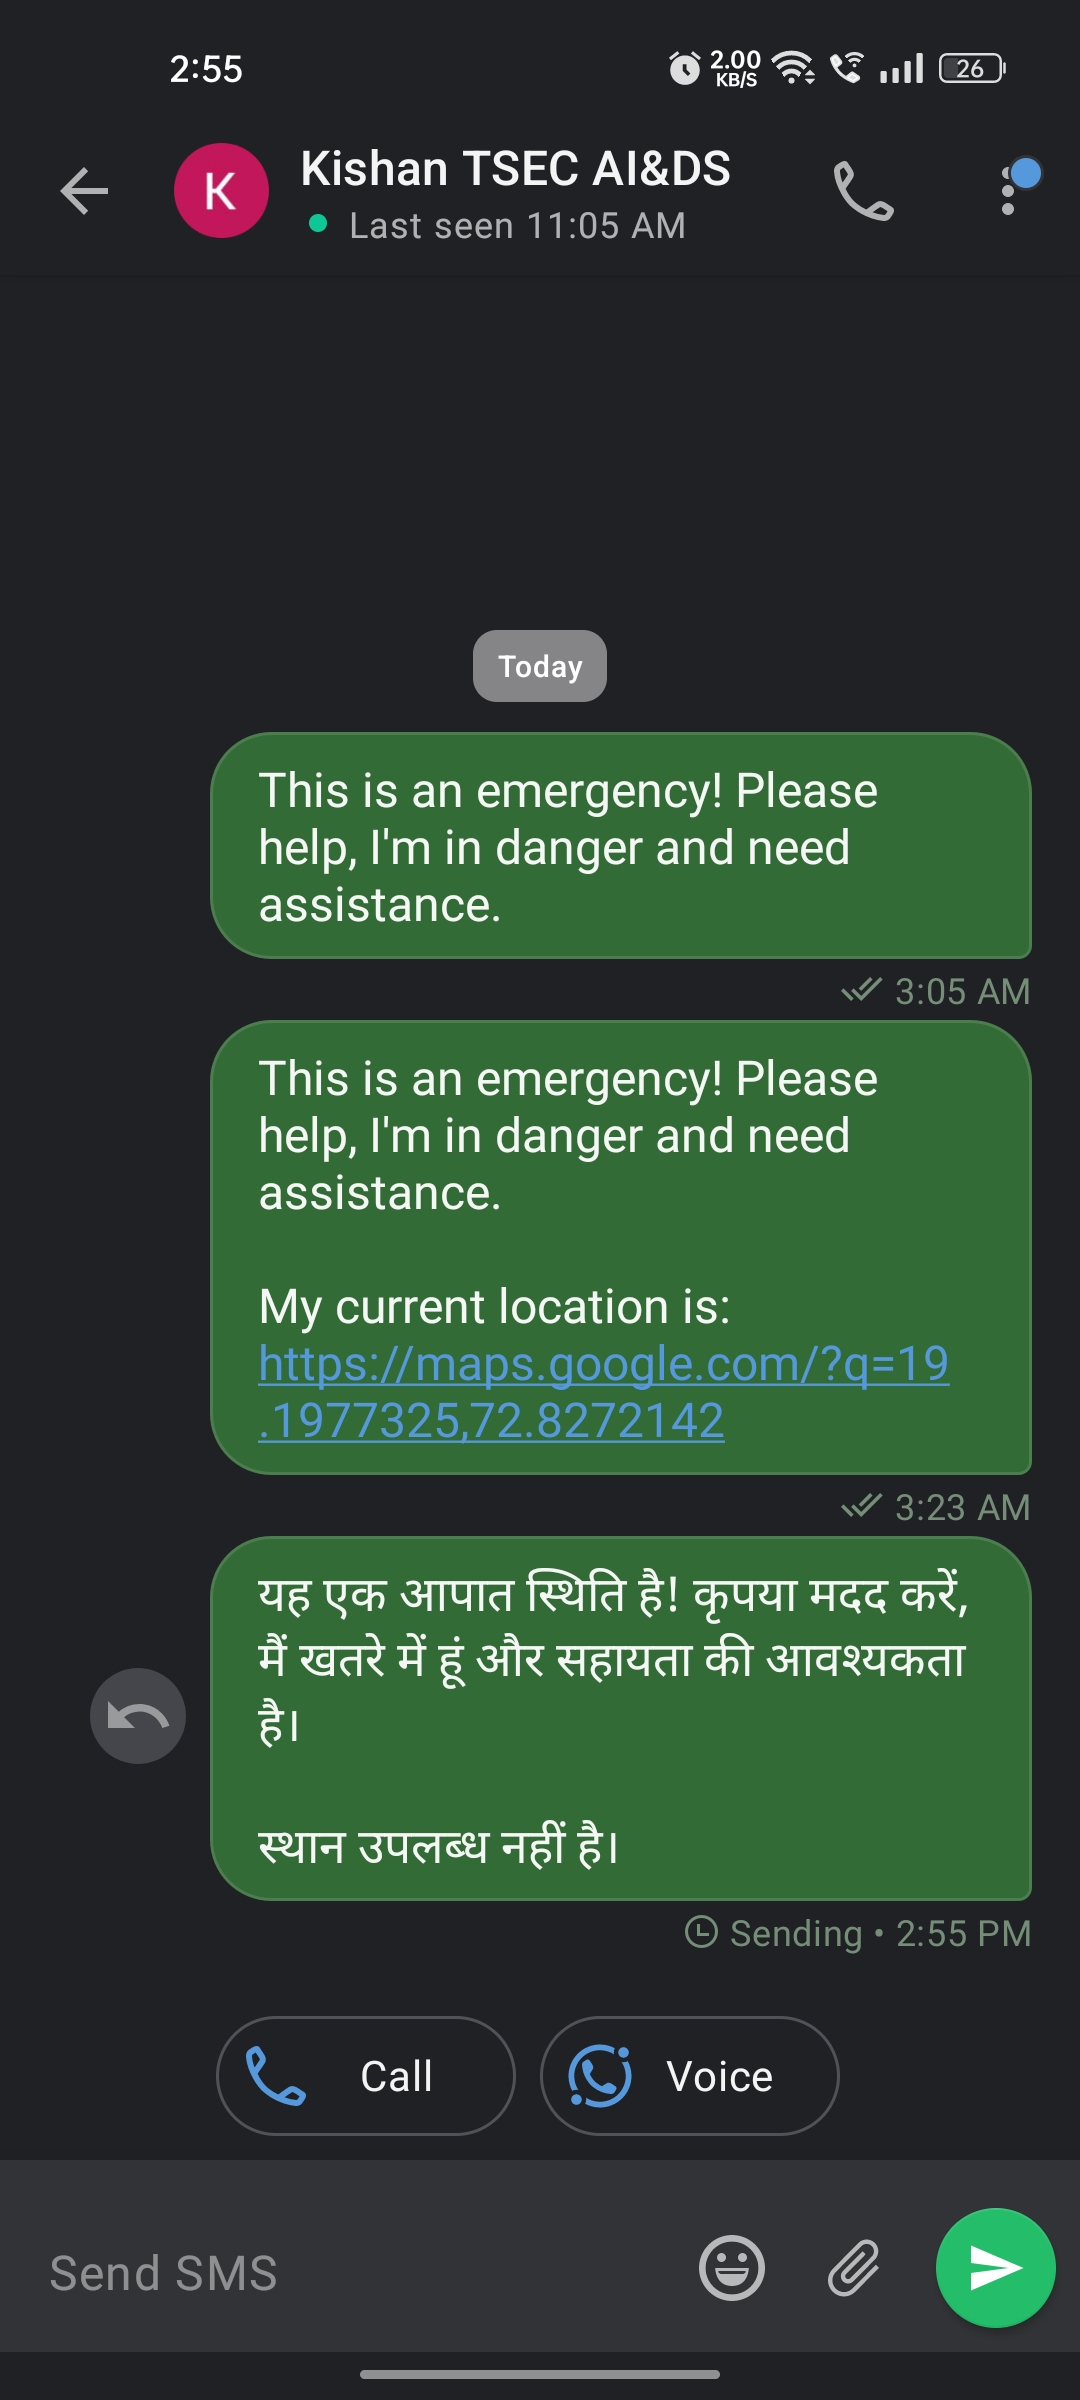 2:55
2.00
KB/S
26
K
Kishan TSEC AI&DS
Last seen 11:05 AM
Today
This is an emergency! Please
help, I'm in danger and need
assistance.
3:05 AM
This is an emergency! Please
help, I'm in danger and need
assistance.
My current location is:
https://maps.google.com/?q=19
.1977325,72.8272142
3:23 AM
यह एक आपात स्थिति है! कृपया मदद करें,
मैं खतरे में हूं और सहायता की आवश्यकता
है।
स्थान उपलब्ध नहीं है।
Sending • 2:55 PM
Call
Voice
Send SMS